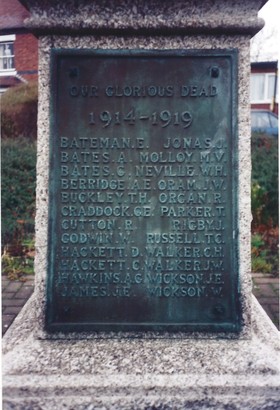 OUR GLORIOUS DEAD
1914-1919
BATEMAN.E. JONAS.J.
BATES.A. MOLLOY.M.V.
BATES.C. NEVILLE.W.H.
BERRIDGE.A.E. ORAM.J.W.
BUCKLEY.T.H. ORGAN.R.
CRADDOCK.G.E. PARKER.T.
CUTTON.R. RIGBY.J.
GODWIN.W. RUSSELL.T.C.
HACKETT.D. WALKER.C.H.
HACKETT.G. WALKER.J.W.
HAWKINS.A.G. WICKSON.J.E.
JAMES.J.E. WICKSON.W.